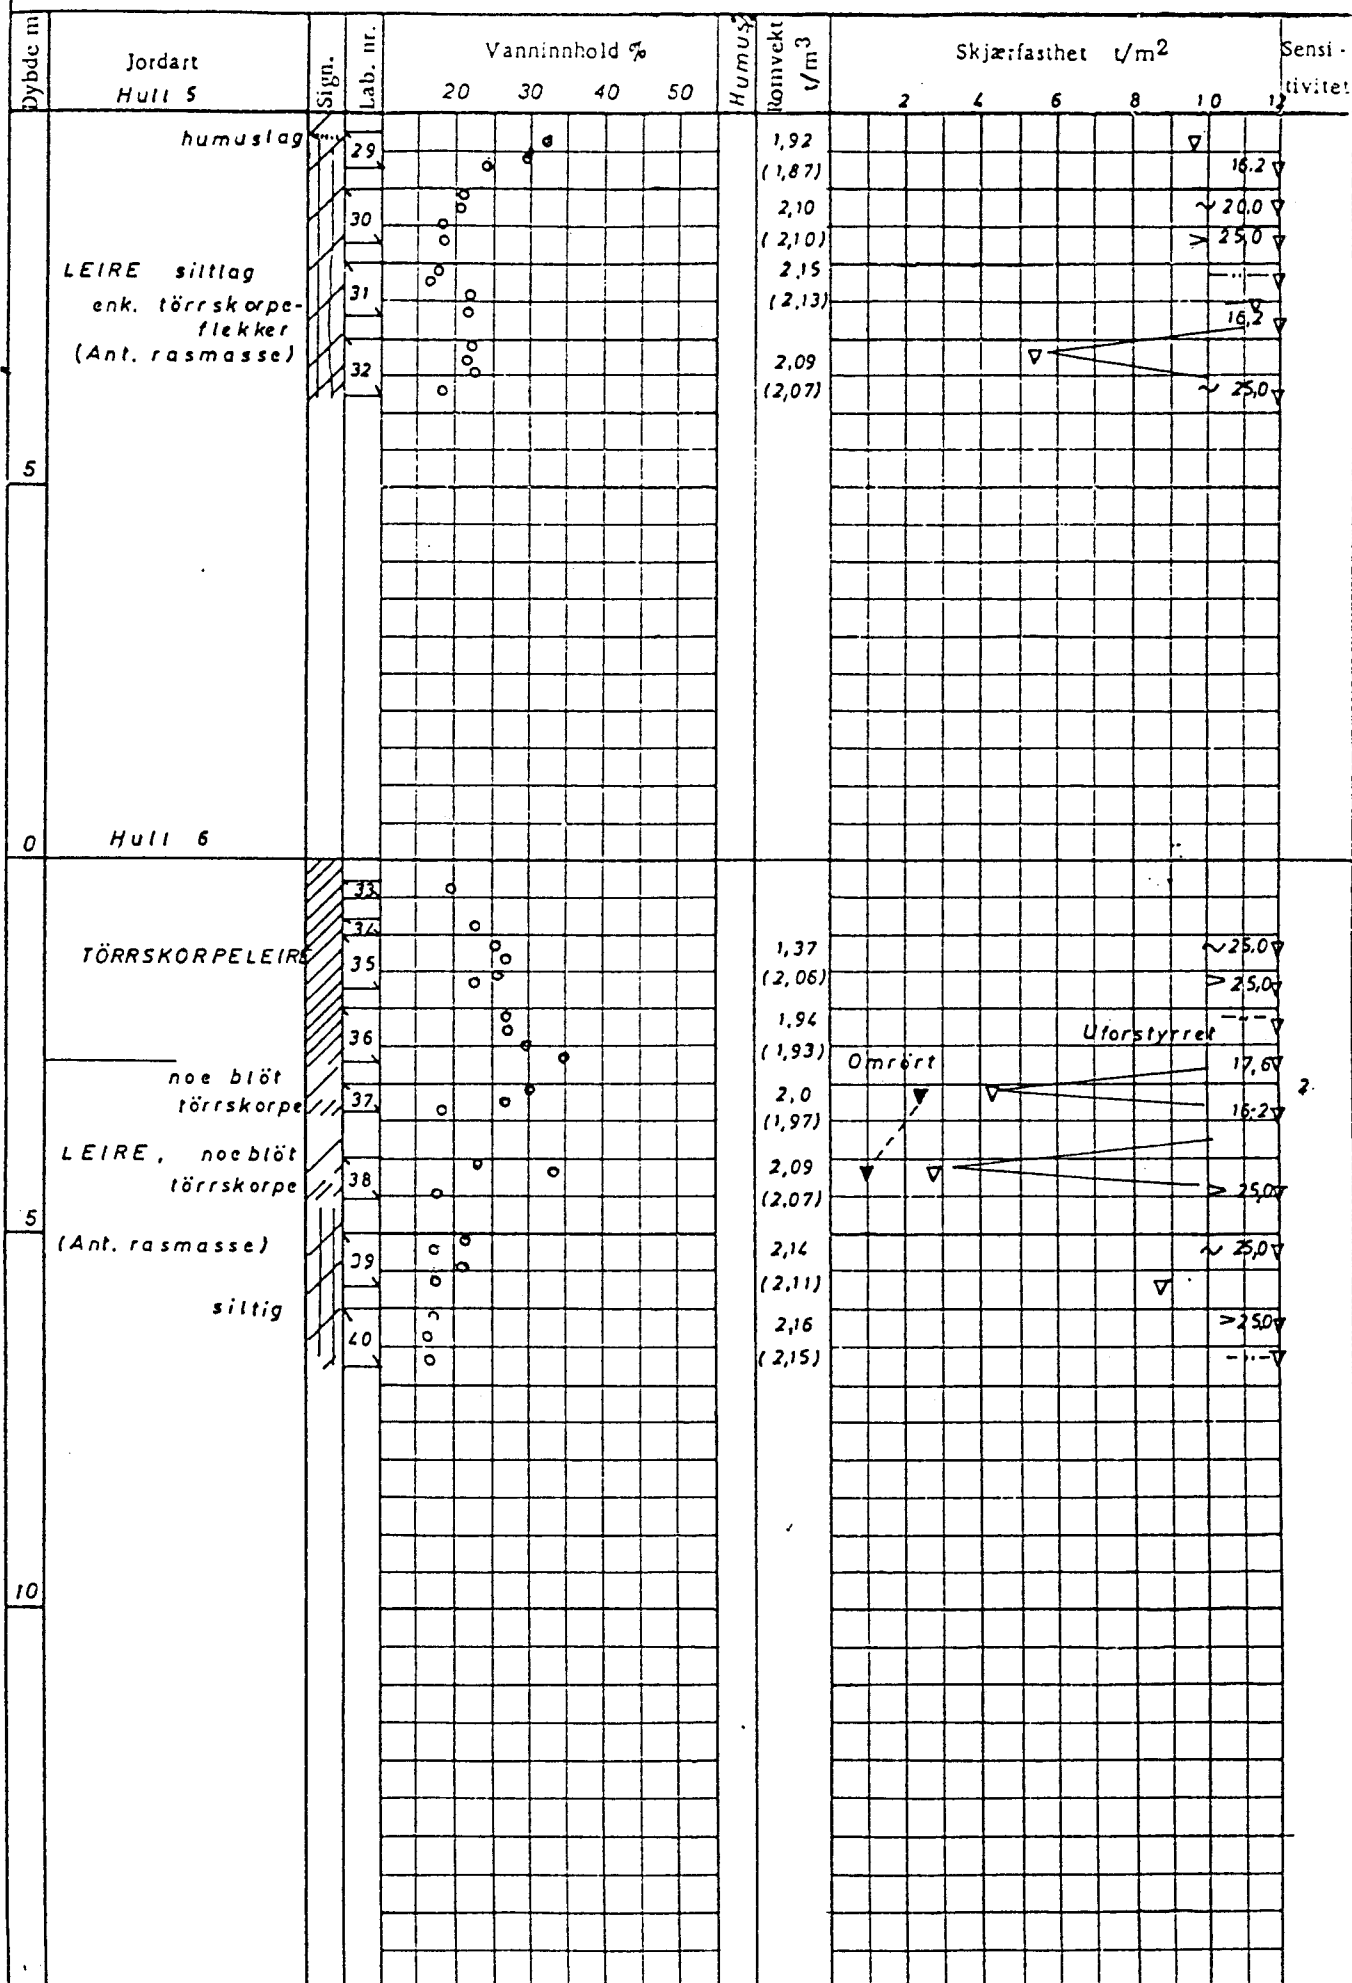 Dybde m
Jordart
Hull 5
Sign.
Lab. nr.
Vanninnhold %
20 30 40 50
Humus%
Romvekt t/m3
Skjærfasthet t/m2
2 4 6 8 10 12
Sensi-
tivitet
humuslag
29
1,92
(1,87)
16.2
30
2,10
~ 20.0
(2,10)
> 25,0
LEIRE siltlag
31
2,15
-..-
enk. törrskorpe-
(2,13)
flekker
16,2
(Ant. rasmasse)
32
2,09
(2,07)
~ 25,0
5
0
Hull 6
33
34
TÖRRSKORPELEIRE
35
1,37
~25.0
(2,06)
> 25,0
36
1,94
-..-
Uforstyrret
(1,93)
Omrört
17,6
noe blöt
37
2,0
2.
törrskorpe
(1,97)
16.2
LEIRE, noe blöt
38
2,09
törrskorpe
(2,07)
> 25,0
5
(Ant. rasmasse)
39
2,14
~ 25,0
(2,11)
siltig
40
2,16
>25,0
(2,15)
-..-
10